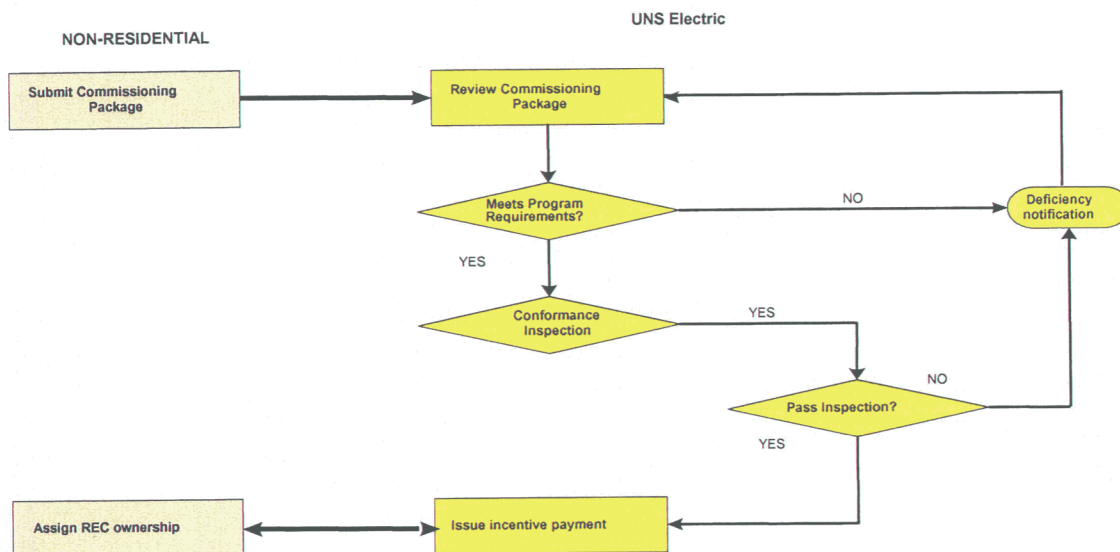 UNS Electric
NON-RESIDENTIAL
Submit Commissioning
Package
Review Commissioning
Package
Meets Program
Requirements?
NO
Deficiency
notification
YES
Conformance
Inspection
YES
NO
Pass Inspection?
YES
Assign REC ownership
Issue incentive payment